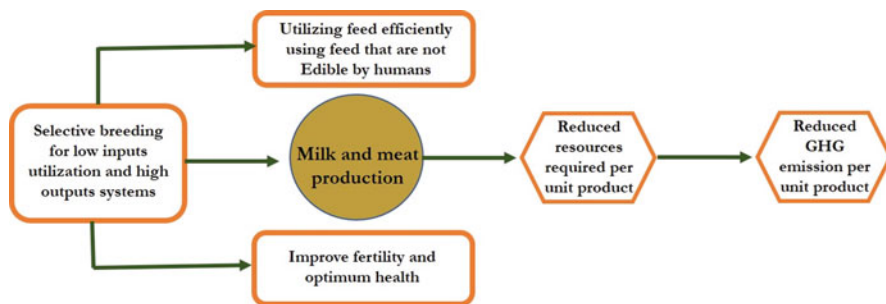 Utilizing feed efficiently
using feed that are not
Edible by humans
Selective breeding
for low inputs
utilization and high
outputs systems
Milk and meat
production
Reduced
resources
required per
unit product
Reduced
GHG
emission per
unit product
Improve fertility and
optimum health